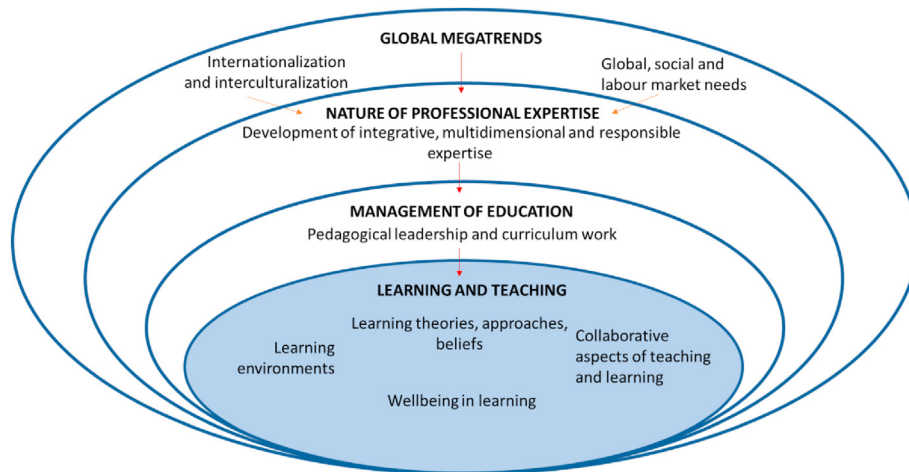 GLOBAL MEGATRENDS
Internationalization
and interculturalization
Global, social and
labour market needs
NATURE OF PROFESSIONAL EXPERTISE
Development of integrative, multidimensional and responsible
expertise
MANAGEMENT OF EDUCATION
Pedagogical leadership and curriculum work
LEARNING AND TEACHING
Learning theories, approaches,
beliefs
Learning
environments
Collaborative
aspects of teaching
and learning
Wellbeing in learning